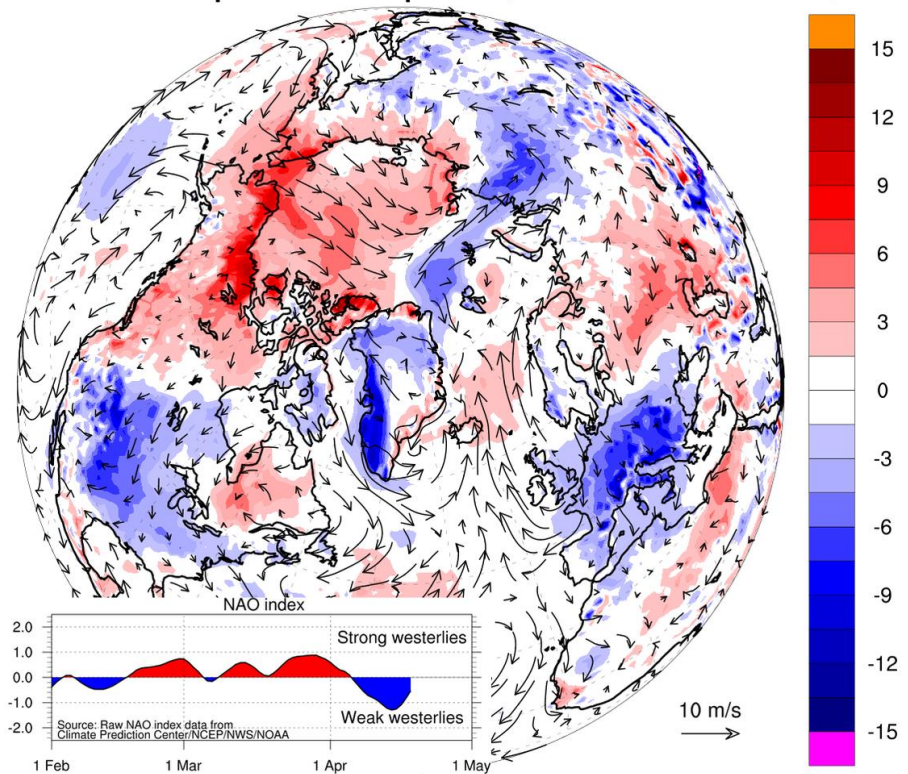 15
12
9
6
3
0
-3
-6
-9
-12
-15
10 m/s
NAO index
2.0
1.0
0.0
-1.0
-2.0
Strong westerlies
Weak westerlies
Source: Raw NAO index data from
Climate Prediction Center/NCEP/NWS/NOAA
1 Feb
1 Mar
1 Apr
1 May